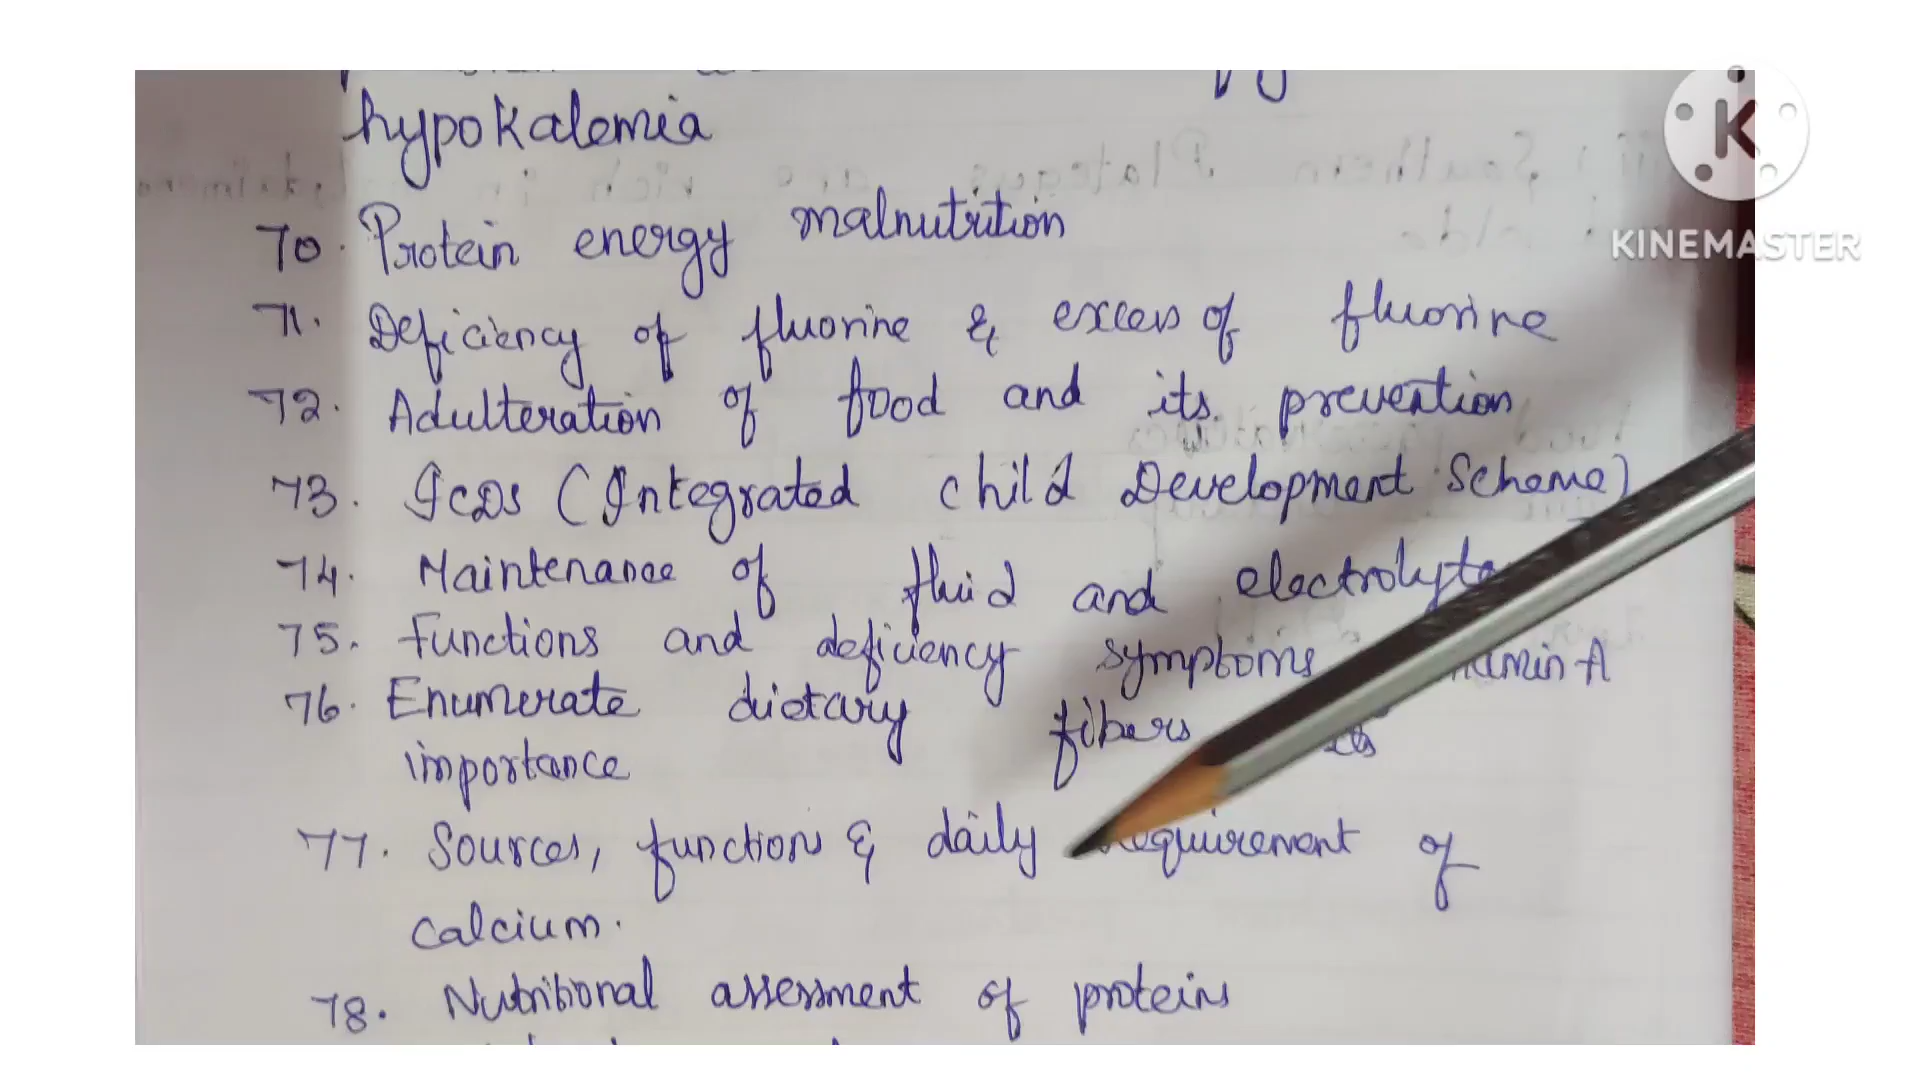 hypokalemia
K
KINEMASTER
70. Protein energy malnutrition
71. Deficiency of fluorine & excess of fluorine
72. Adulteration of food and its prevention
73. ICDS (Integrated child Development Scheme)
74. Maintenance of fluid and
75. Functions and deficiency symptoms
76. Enumerate dietary fibers its
importance
77. Sources, function & daily requirement of
calcium.
78. Nutritional assessment of proteins